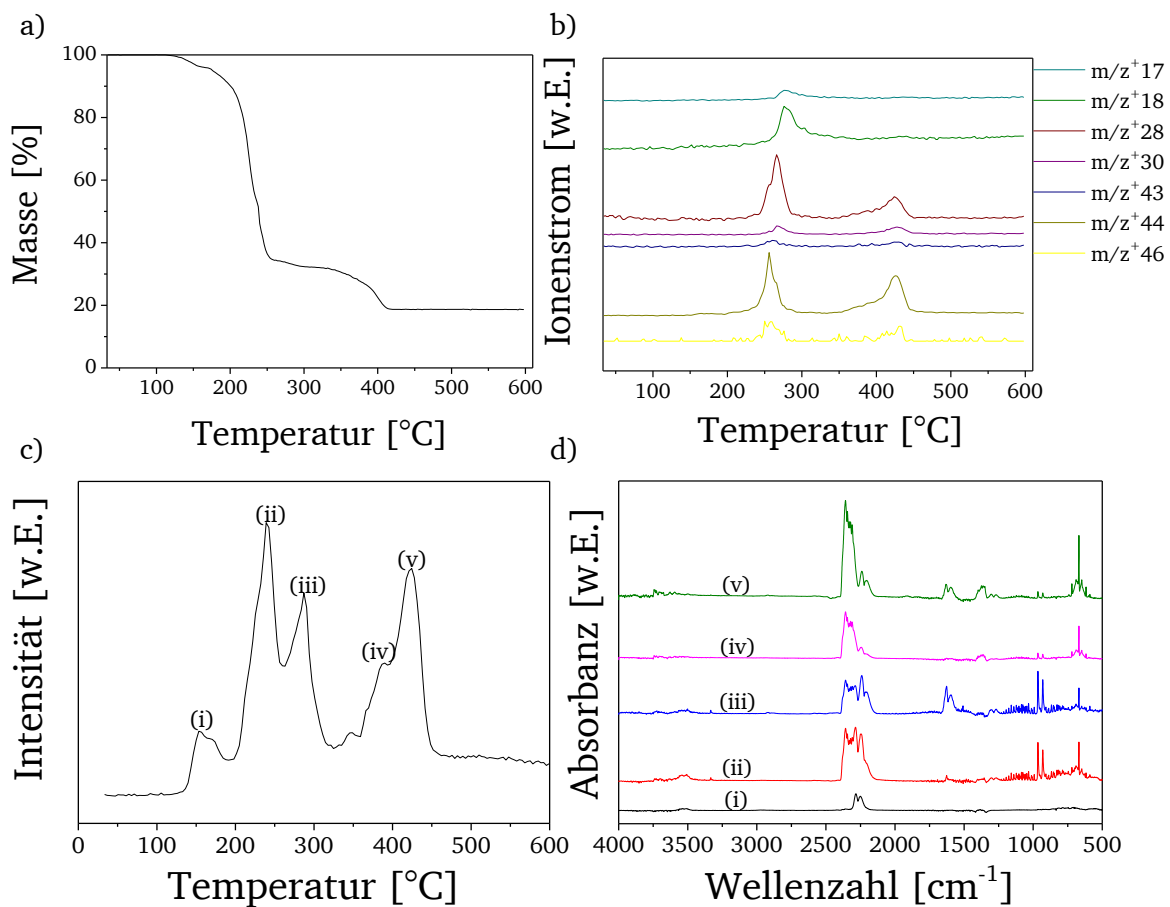 a)
100
80
60
40
20
0
100
200
300
400
500
600
Masse [%]
Temperatur [°C]
b)
m/z⁺17
m/z⁺18
m/z⁺28
m/z⁺30
m/z⁺43
m/z⁺44
m/z⁺46
100
200
300
400
500
600
Ionenstrom [w.E.]
Temperatur [°C]
c)
(i)
(ii)
(iii)
(iv)
(v)
0
100
200
300
400
500
600
Intensität [w.E.]
Temperatur [°C]
d)
(v)
(iv)
(iii)
(ii)
(i)
4000
3500
3000
2500
2000
1500
1000
500
Absorbanz [w.E.]
Wellenzahl [cm⁻¹]